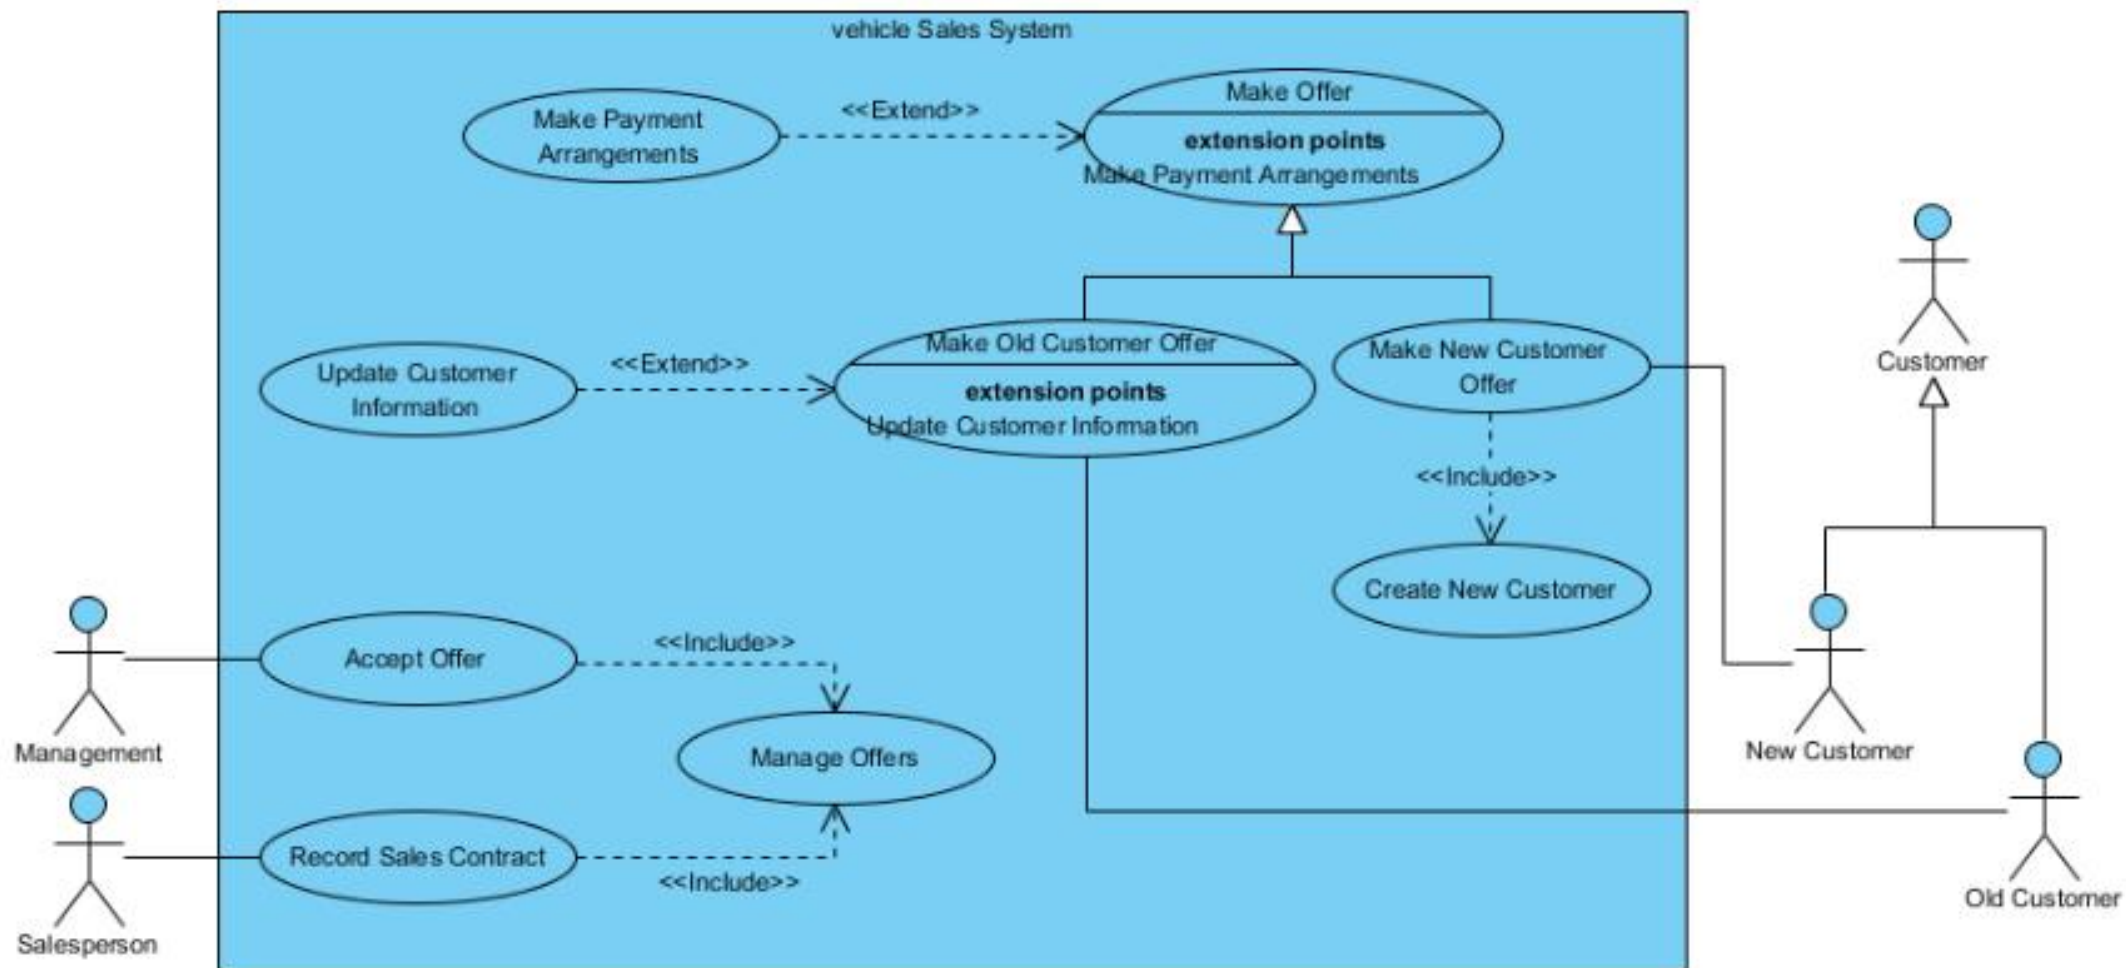 vehicle Sales System
Make Payment
Arrangements
<<Extend>>
Make Offer
extension points
Make Payment Arrangements
Update Customer
Information
<<Extend>>
Make Old Customer Offer
extension points
Update Customer Information
Make New Customer
Offer
<<Include>>
Create New Customer
Customer
New Customer
Old Customer
Management
Accept Offer
<<Include>>
Manage Offers
Salesperson
Record Sales Contract
<<Include>>